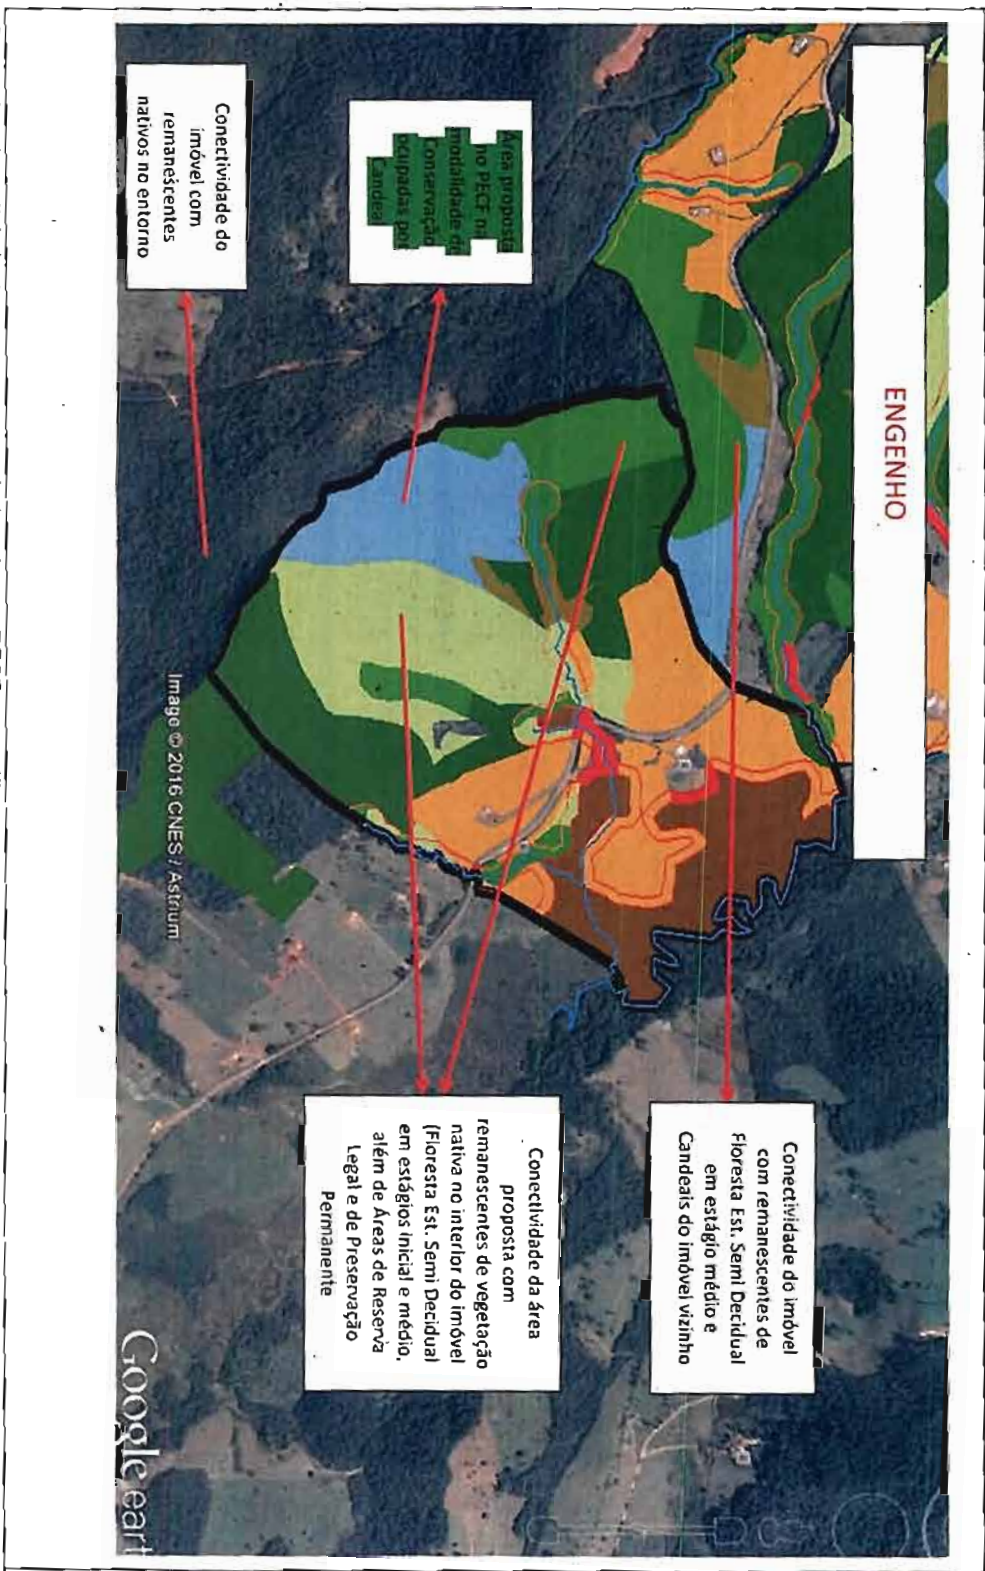 ENGENHO
Conectividade do imóvel
com remanescentes de
Floresta Est. Semi Decidual
em estágio médio e
Candeais do imóvel vizinho
Conectividade da área
proposta com
remanescentes de vegetação
nativa no interior do imóvel
(Floresta Est. Semi Decidual
em estágios inicial e médio,
além de Áreas de Reserva
Legal e de Preservação
Permanente
Área proposta
no PECF na
modalidade de
Conservação
ocupadas por
Candeal
Conectividade do
imóvel com
remanescentes
nativos no entorno
Image © 2016 CNES / Astrium
Google eart